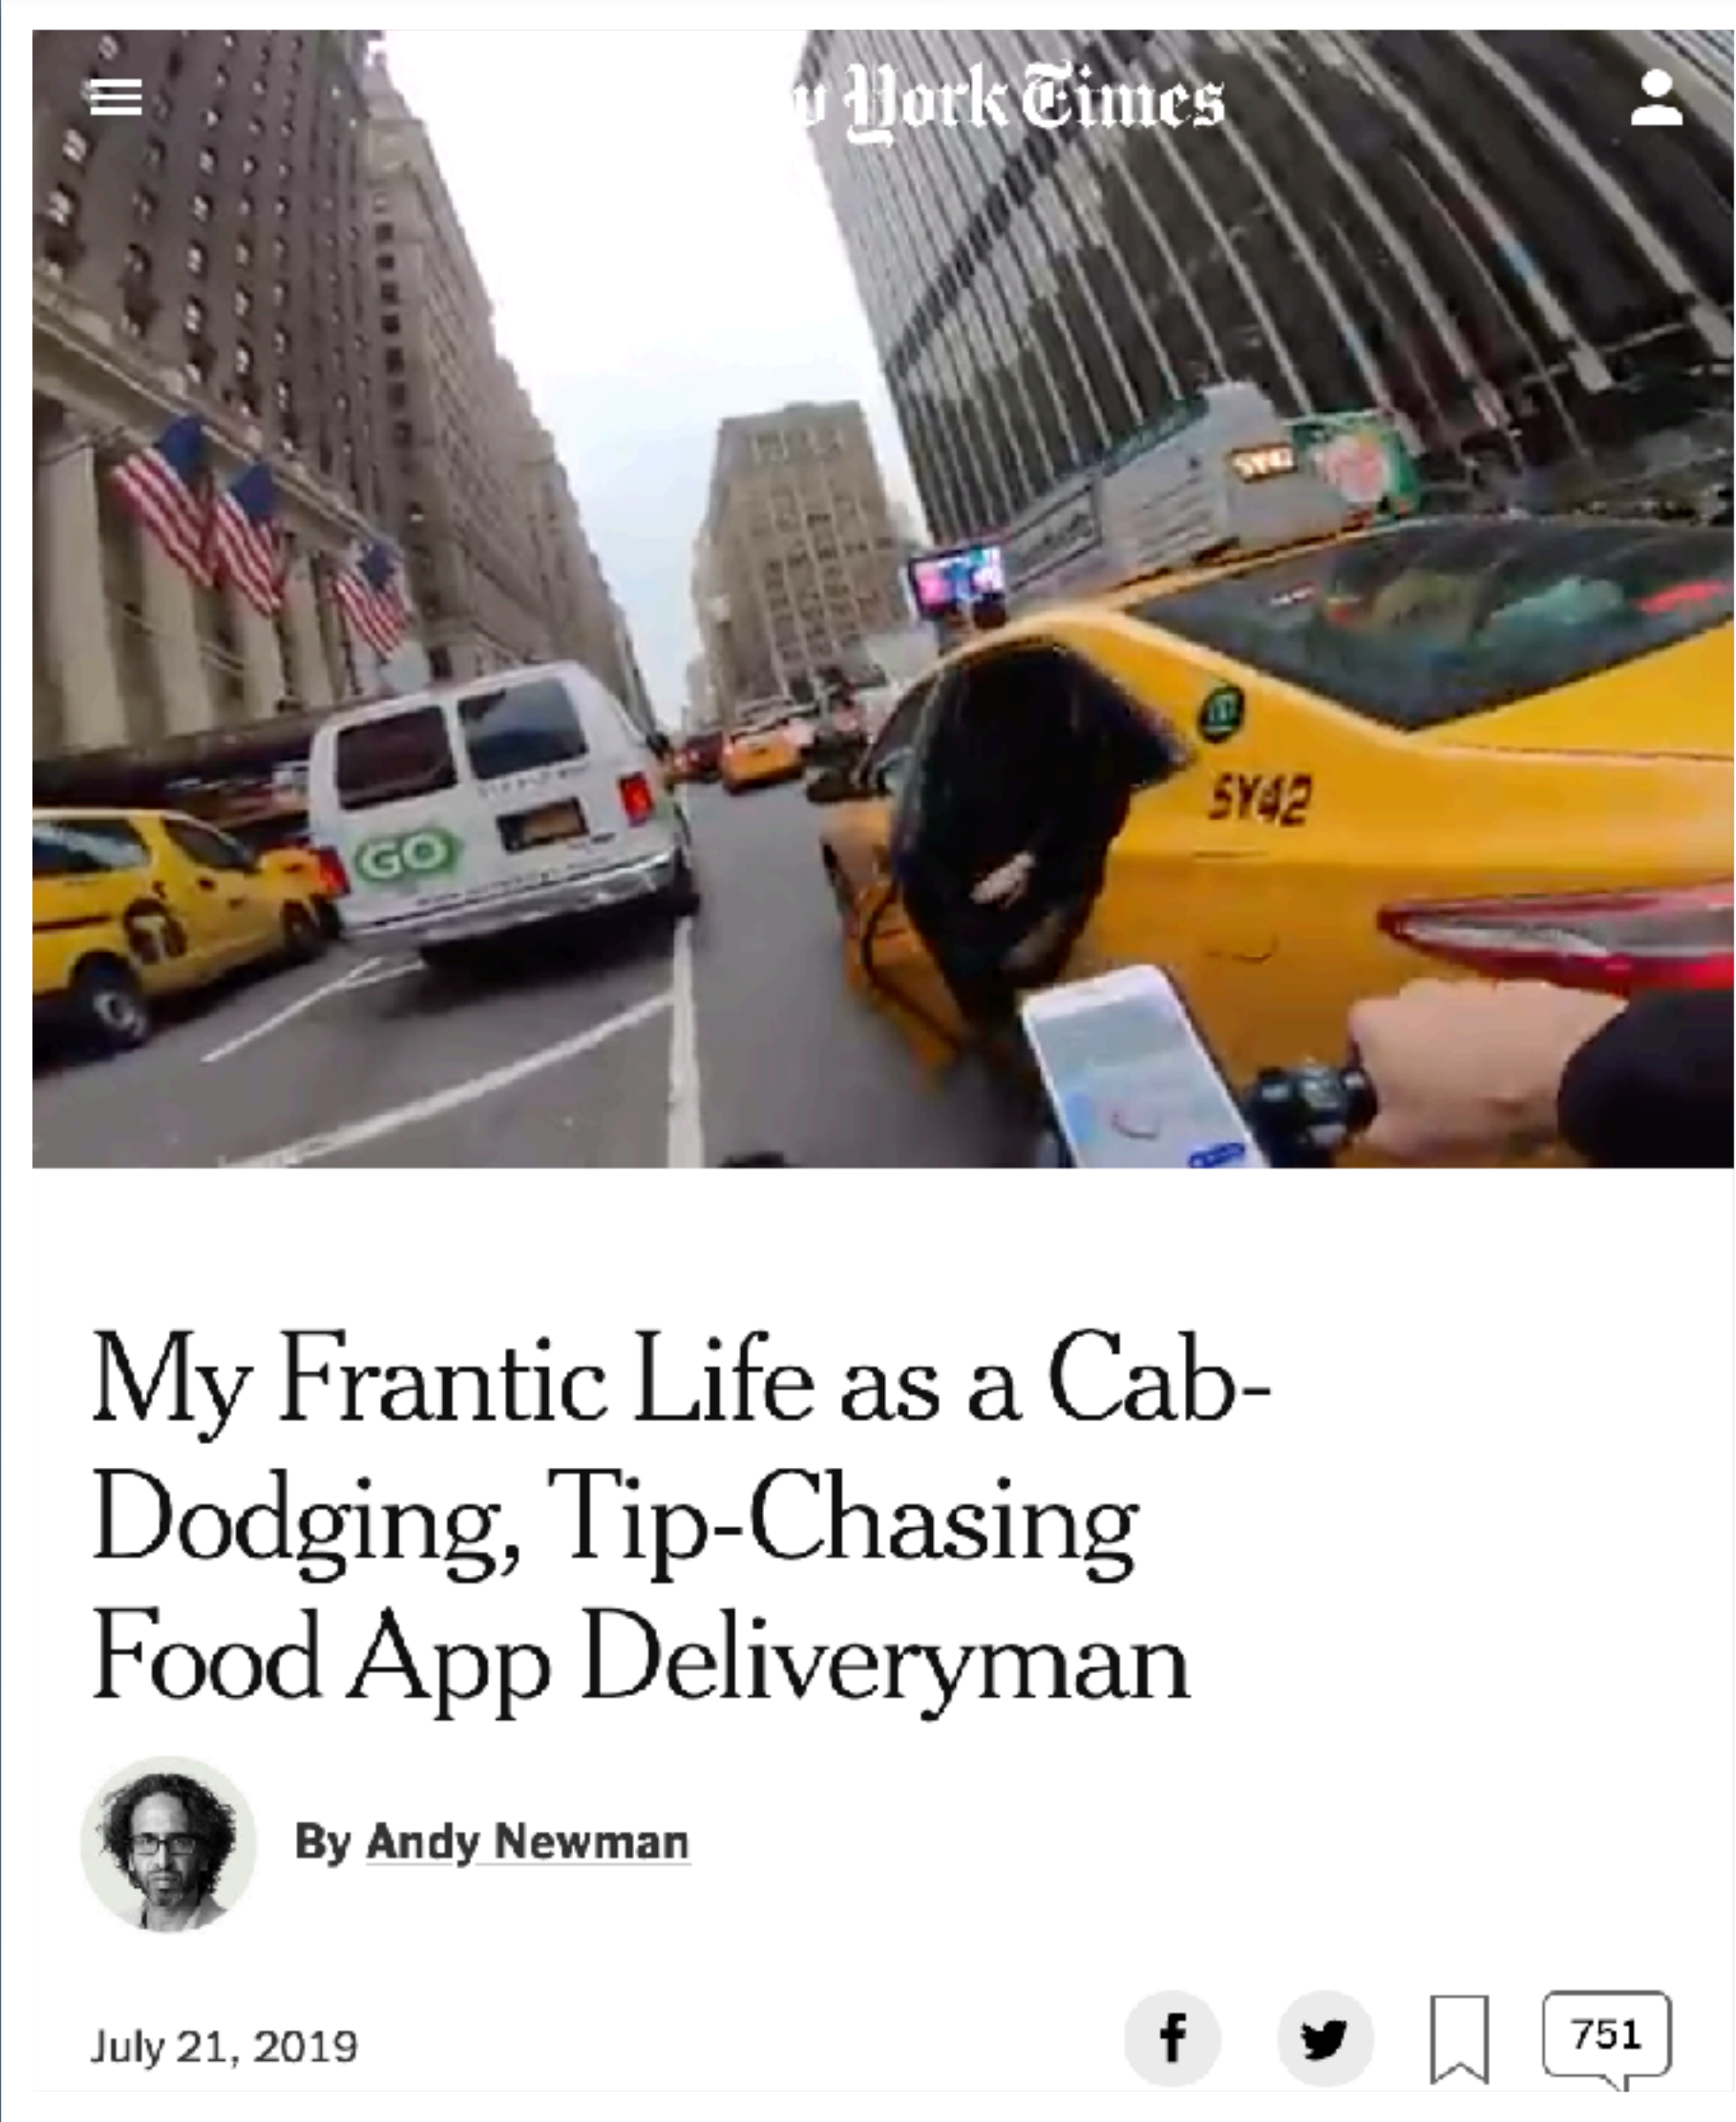 York Times
GO
5Y42
My Frantic Life as a Cab-
Dodging, Tip-Chasing
Food App Deliveryman
By Andy Newman
July 21, 2019
751